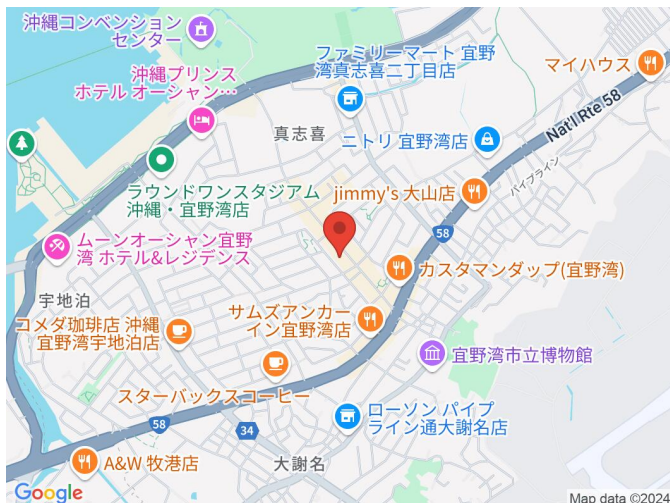 沖縄コンベンション
センター
沖縄プリンス
ホテル オーシャン…
ファミリーマート 宜野
湾真志喜二丁目店
マイハウス
真志喜
ニトリ 宜野湾店
Nat'l Rte 58
パイプライン
ラウンドワンスタジアム
沖縄・宜野湾店
jimmy's 大山店
58
ムーンオーシャン宜野
湾 ホテル&レジデンス
カスタマンダップ(宜野湾)
宇地泊
コメダ珈琲店 沖縄
宜野湾宇地泊店
サムズアンカー
イン宜野湾店
宜野湾市立博物館
スターバックスコーヒー
58
34
ローソン パイプ
ライン通大謝名店
A&W 牧港店
大謝名
Google
Map data ©2024